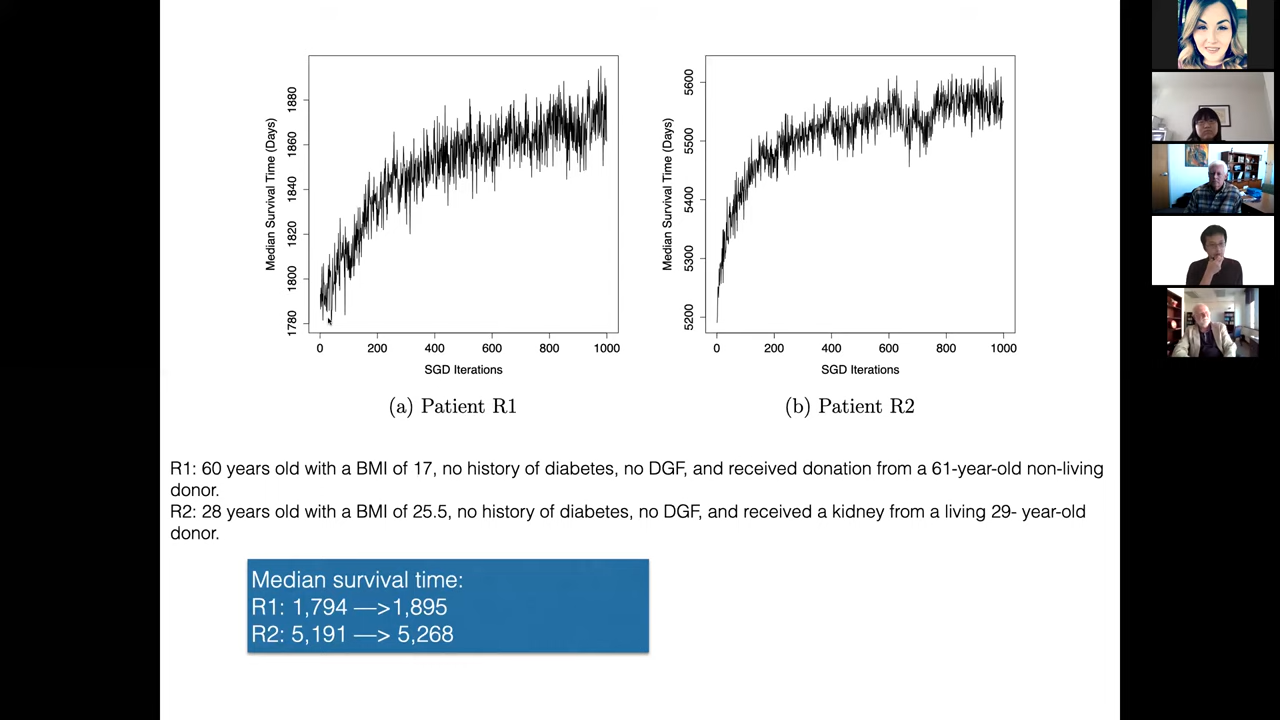 Median Survival Time (Days)
1780 1800 1820 1840 1860 1880
0 200 400 600 800 1000
SGD Iterations
(a) Patient R1
Median Survival Time (Days)
5200 5300 5400 5500 5600
0 200 400 600 800 1000
SGD Iterations
(b) Patient R2
R1: 60 years old with a BMI of 17, no history of diabetes, no DGF, and received donation from a 61-year-old non-living
donor.
R2: 28 years old with a BMI of 25.5, no history of diabetes, no DGF, and received a kidney from a living 29- year-old
donor.
Median survival time:
R1: 1,794 —>1,895
R2: 5,191 —> 5,268